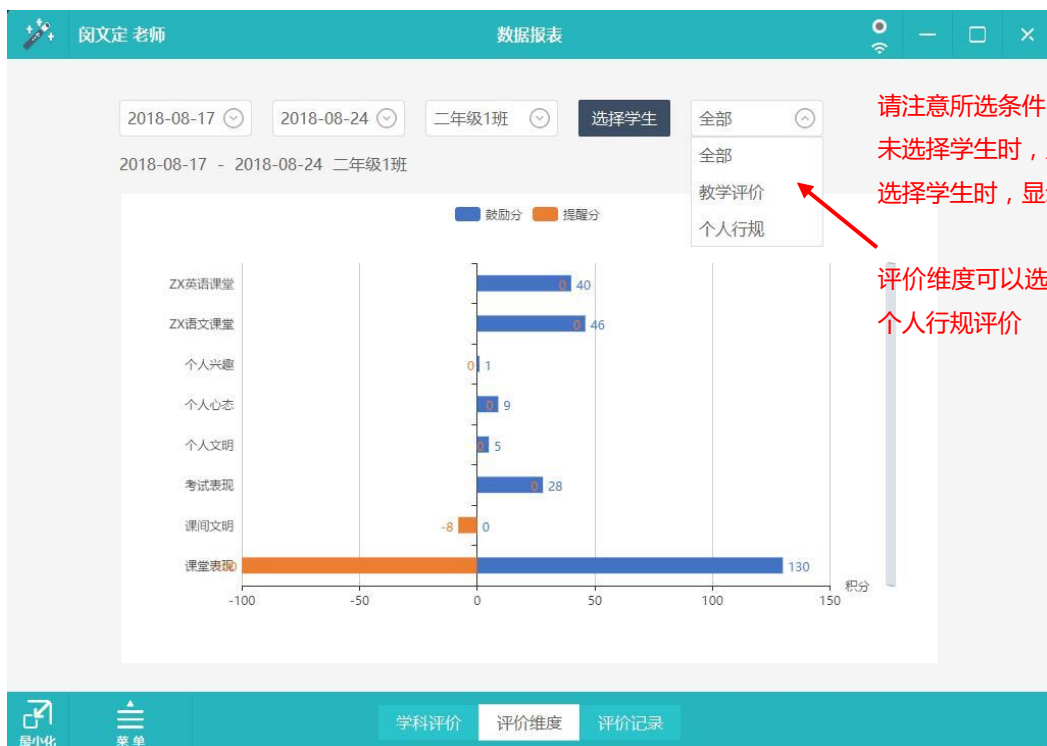 闵文定 老师
数据报表
2018-08-17
2018-08-24
二年级1班
选择学生
全部
全部
教学评价
个人行规
2018-08-17 - 2018-08-24 二年级1班
请注意所选条件
未选择学生时，
选择学生时，显
评价维度可以选
个人行规评价
鼓励分 提醒分
ZX英语课堂 0 40
ZX语文课堂 0 46
个人兴趣 0 1
个人心态 0 9
个人文明 0 5
考试表现 0 28
课间文明 -8 0
课堂表现 130
积分
-100 -50 0 50 100 150
最小化
菜单
学科评价 评价维度 评价记录